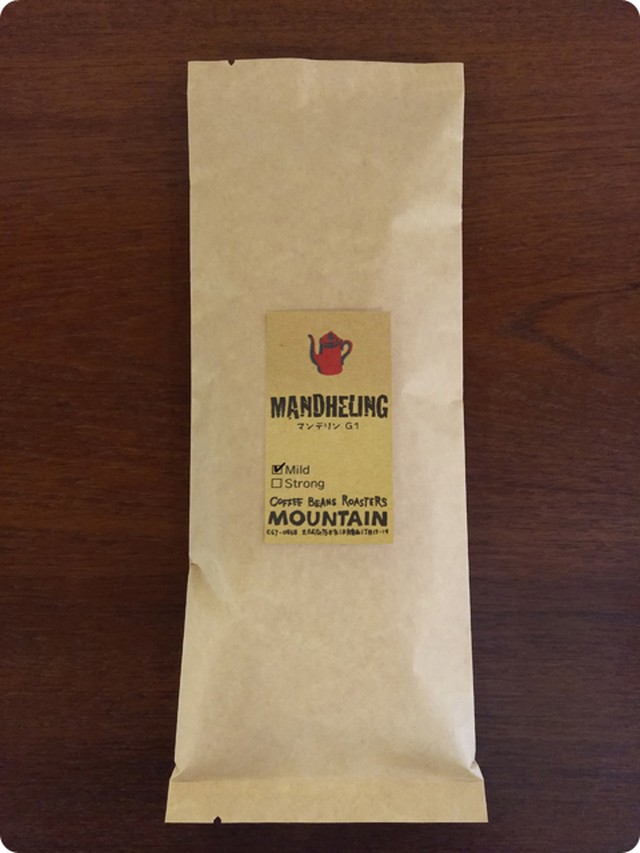 MANDHELING
マンデリン G1
Mild
Strong
COFFEE BEANS ROASTERS
MOUNTAIN